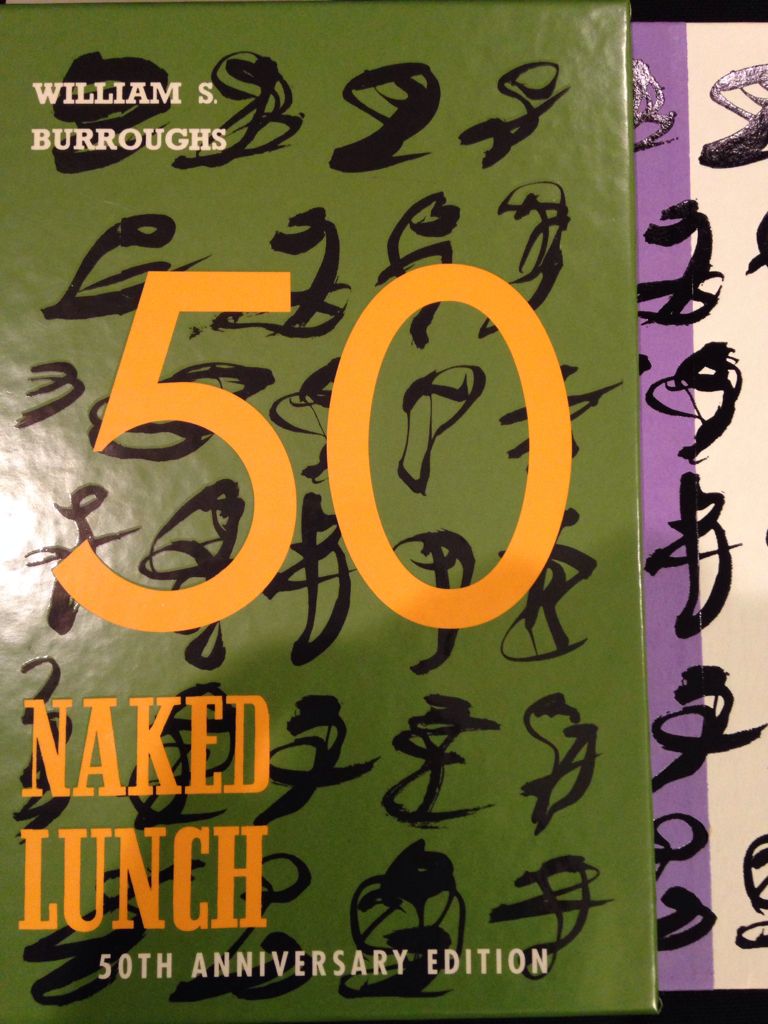 WILLIAM S.
BURROUGHS
50
NAKED
LUNCH
50TH ANNIVERSARY EDITION